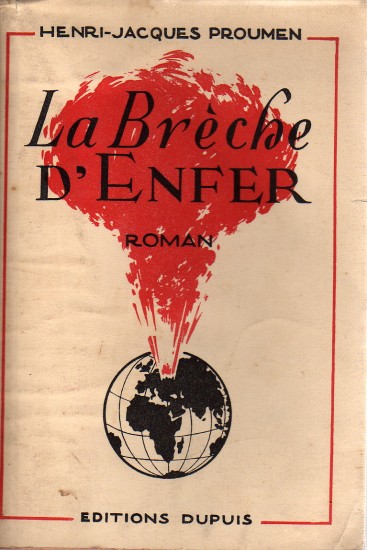 HENRI-JACQUES PROUMEN
La Brèche
D'ENFER
ROMAN
EDITIONS DUPUIS